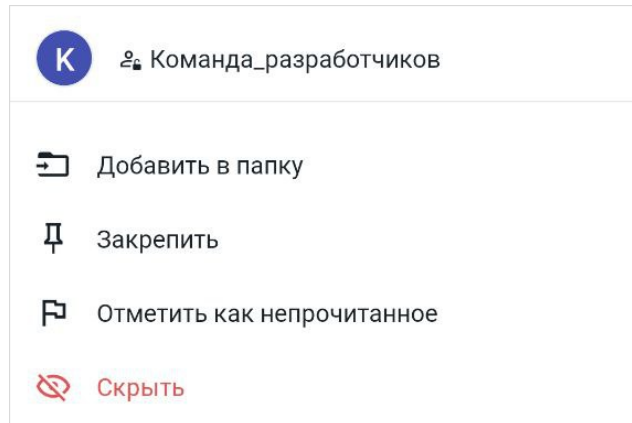 K
Команда_разработчиков
Добавить в папку
Закрепить
Отметить как непрочитанное
Скрыть